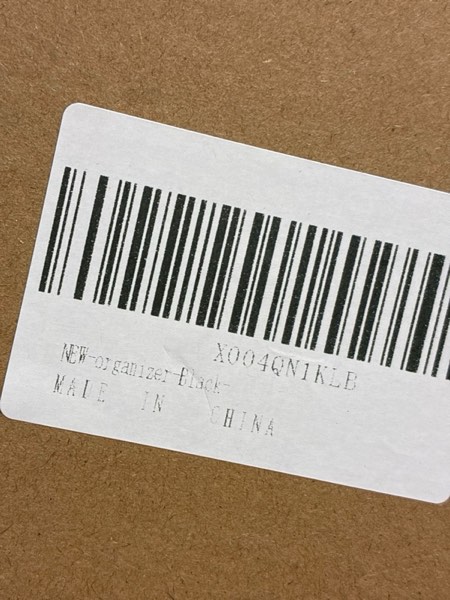 X004QN1KLB
NEW-organizer-Black-
MADE IN CHINA